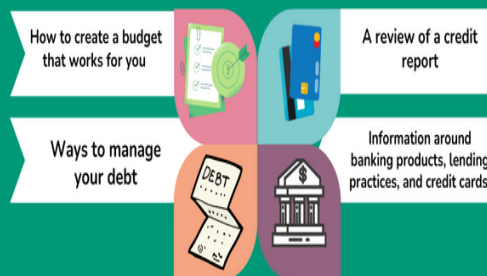 How to create a budget
that works for you
A review of a credit
report
Ways to manage
your debt
DEBT
$
Information around
banking products, lending
practices, and credit cards